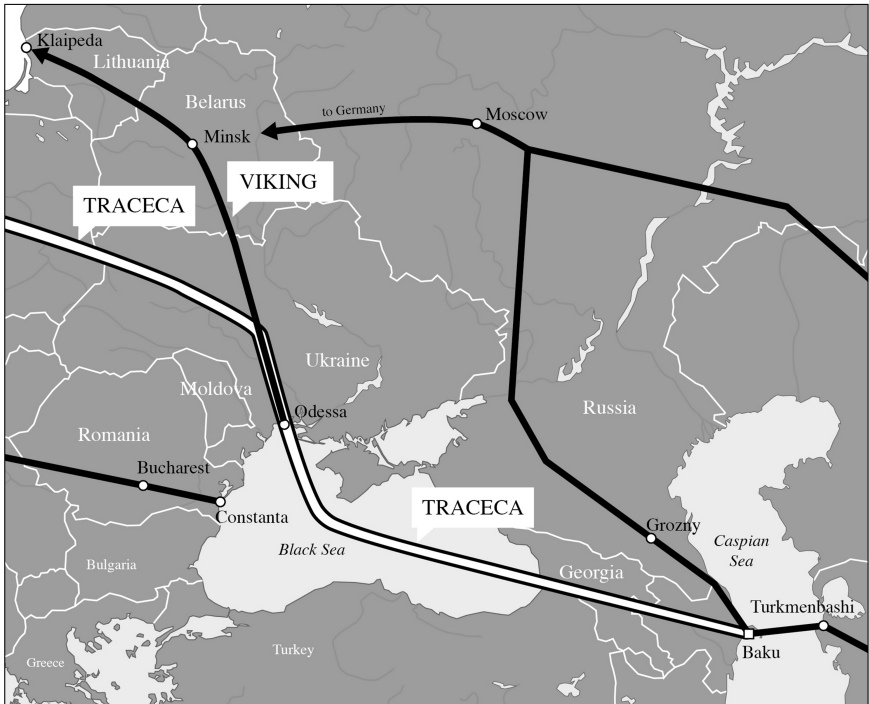 Klaipeda
Lithuania
Belarus
to Germany
Moscow
Minsk
VIKING
TRACECA
Ukraine
Moldova
Odessa
Russia
Romania
Bucharest
Constanta
TRACECA
Grozny
Black Sea
Caspian
Sea
Bulgaria
Georgia
Turkmenbashi
Turkey
Baku
Greece